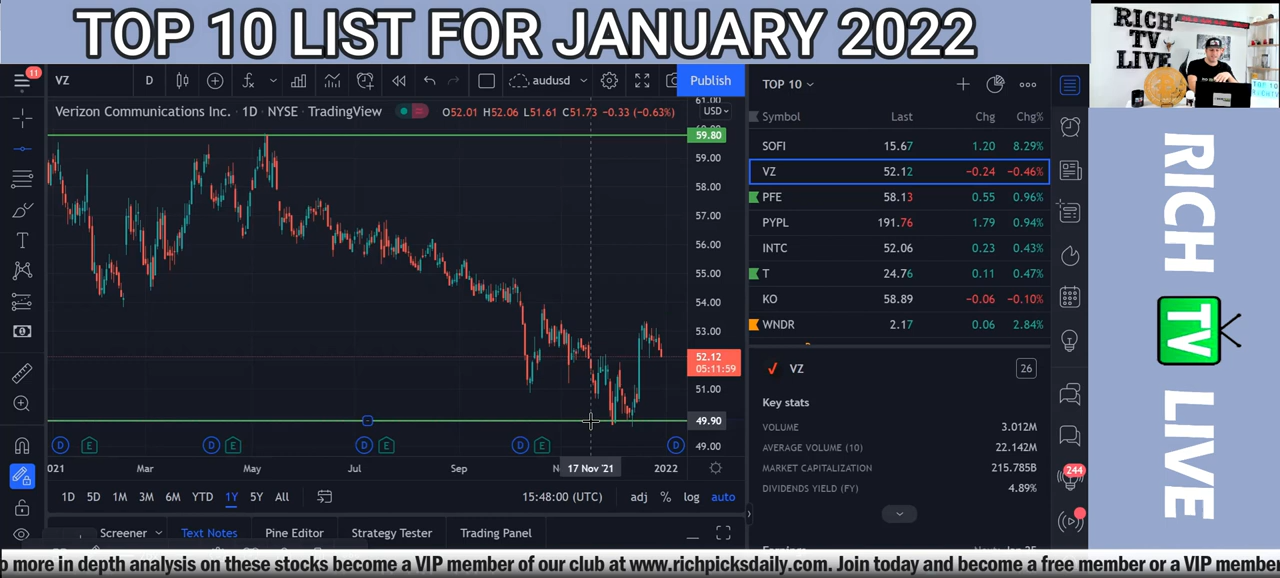 TOP 10 LIST FOR JANUARY 2022
RICH
TV
LIVE
11
VZ
D
audusd
Publish
Verizon Communications Inc. · 1D · NYSE · TradingView
O52.01 H52.06 L51.61 C51.73 −0.33 (−0.63%)
61.00
USD
59.80
59.00
58.00
57.00
56.00
55.00
54.00
53.00
52.12
05:11:59
51.00
49.90
49.00
D E D E D E D E D
2021 Mar May Jul Sep 17 Nov '21 2022
1D 5D 1M 3M 6M YTD 1Y 5Y All
15:48:00 (UTC) adj % log auto
Screener Text Notes Pine Editor Strategy Tester Trading Panel
TOP 10
Symbol Last Chg Chg%
SOFI 15.67 1.20 8.29%
VZ 52.12 −0.24 −0.46%
PFE 58.13 0.55 0.96%
PYPL 191.76 1.79 0.94%
INTC 52.06 0.23 0.43%
T 24.76 0.11 0.47%
KO 58.89 −0.06 −0.10%
WNDR 2.17 0.06 2.84%
VZ
26
Key stats
VOLUME 3.012M
AVERAGE VOLUME (10) 22.142M
MARKET CAPITALIZATION 215.785B
DIVIDENDS YIELD (FY) 4.89%
244
RICH
TV
LIVE
o more in depth analysis on these stocks become a VIP member of our club at www.richpicksdaily.com. Join today and become a free member or a VIP membe